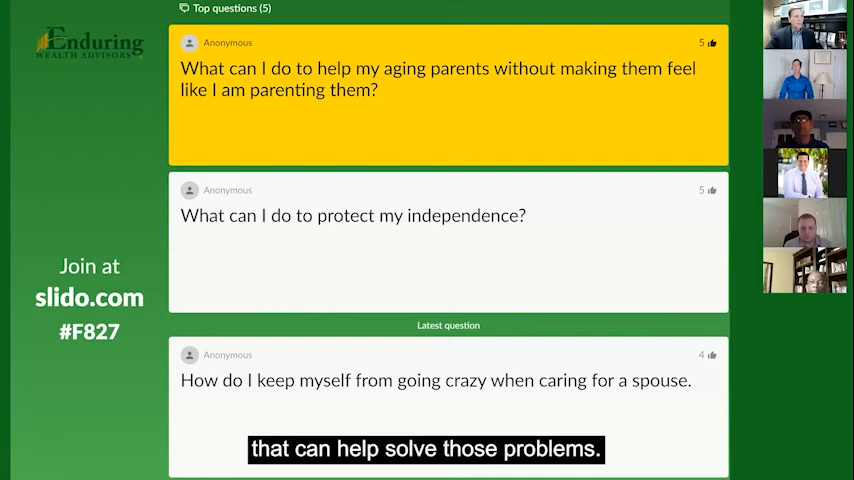 Top questions (5)
Enduring
WEALTH ADVISORS
Anonymous
5
What can I do to help my aging parents without making them feel
like I am parenting them?
Anonymous
5
What can I do to protect my independence?
Join at
slido.com
#F827
Latest question
Anonymous
4
How do I keep myself from going crazy when caring for a spouse.
that can help solve those problems.